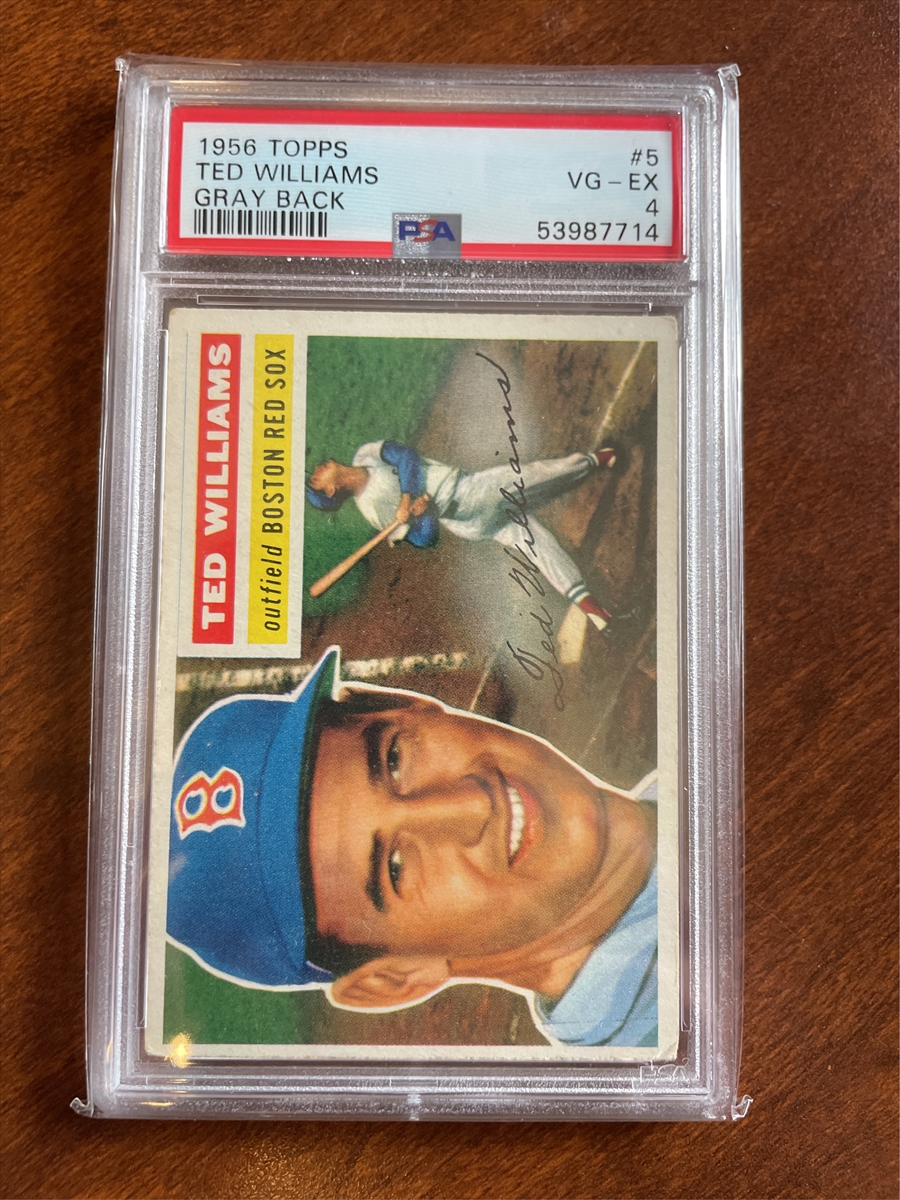 1956 TOPPS
#5
TED WILLIAMS
VG – EX
GRAY BACK
4
PSA
53987714
TED WILLIAMS
outfield BOSTON RED SOX
Ted Williams
B